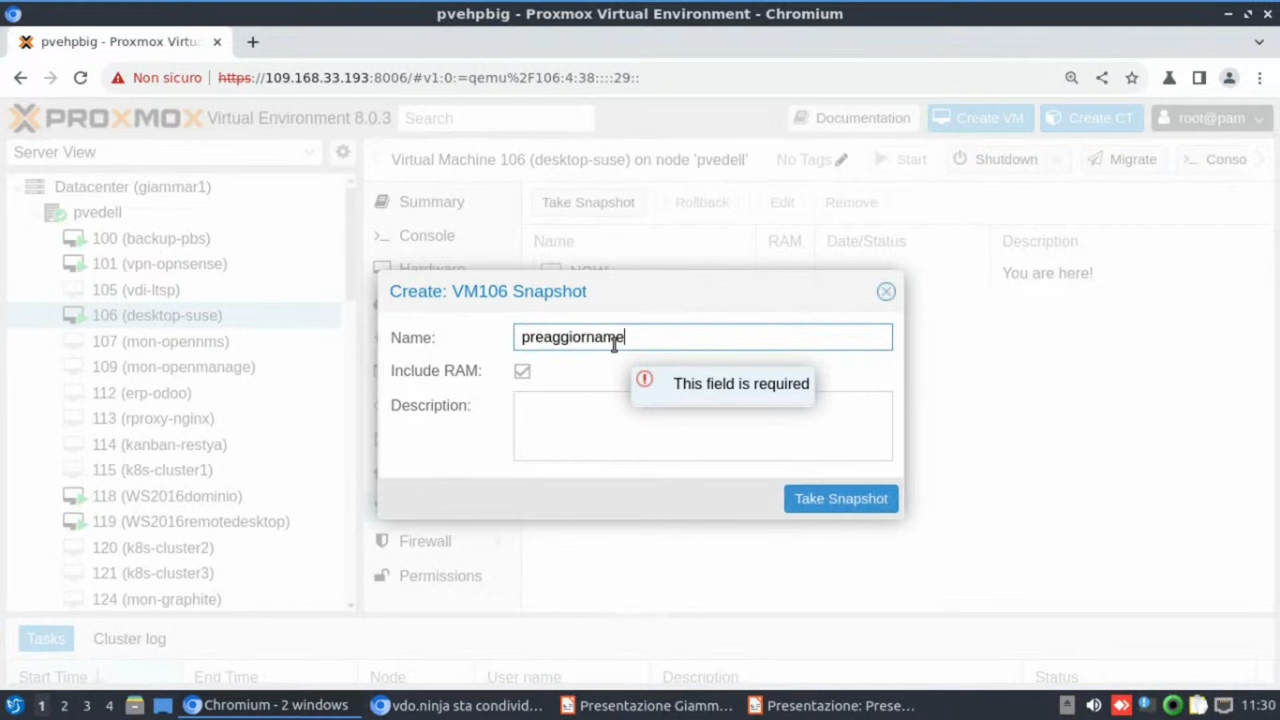 pvehpbig - Proxmox Virtual Environment - Chromium
pvehpbig - Proxmox Virtu
Non sicuro https://109.168.33.193:8006/#v1:0:=qemu%2F106:4:38::::29::
PROXMOX Virtual Environment 8.0.3 Search Documentation Create VM Create CT root@pam
Server View
Virtual Machine 106 (desktop-suse) on node 'pvedell' No Tags Start Shutdown Migrate Conso
Datacenter (giammar1)
pvedell
100 (backup-pbs)
101 (vpn-opnsense)
105 (vdi-ltsp)
106 (desktop-suse)
107 (mon-opennms)
109 (mon-openmanage)
112 (erp-odoo)
113 (rproxy-nginx)
114 (kanban-restya)
115 (k8s-cluster1)
118 (WS2016dominio)
119 (WS2016remotedesktop)
120 (k8s-cluster2)
121 (k8s-cluster3)
124 (mon-graphite)
Summary
Console
Hardware
Firewall
Permissions
Take Snapshot Rollback Edit Remove
Name RAM Date/Status Description
NOW You are here!
Create: VM106 Snapshot
Name: preaggiorname
Include RAM:
This field is required
Description:
Take Snapshot
Tasks Cluster log
Start Time End Time Node User name Description Status
1 2 3 4 Chromium - 2 windows vdo.ninja sta condivid... Presentazione Giamm... Presentazione: Prese... 11:30